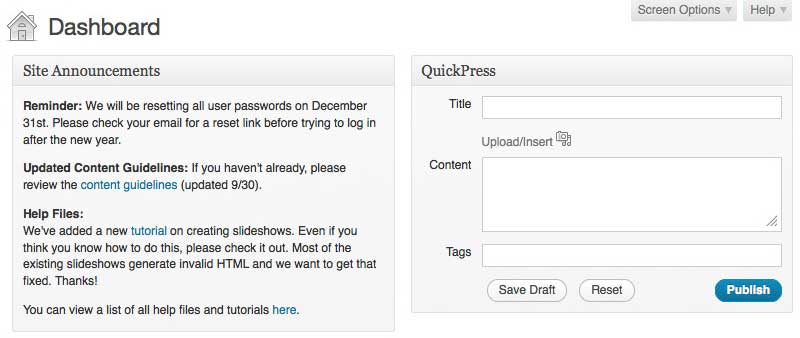 Screen Options ▼ Help ▼
Dashboard
Site Announcements
Reminder: We will be resetting all user passwords on December
31st. Please check your email for a reset link before trying to log in
after the new year.
Updated Content Guidelines: If you haven't already, please
review the content guidelines (updated 9/30).
Help Files:
We've added a new tutorial on creating slideshows. Even if you
think you know how to do this, please check it out. Most of the
existing slideshows generate invalid HTML and we want to get that
fixed. Thanks!
You can view a list of all help files and tutorials here.
QuickPress
Title
Upload/Insert
Content
Tags
Save Draft Reset Publish